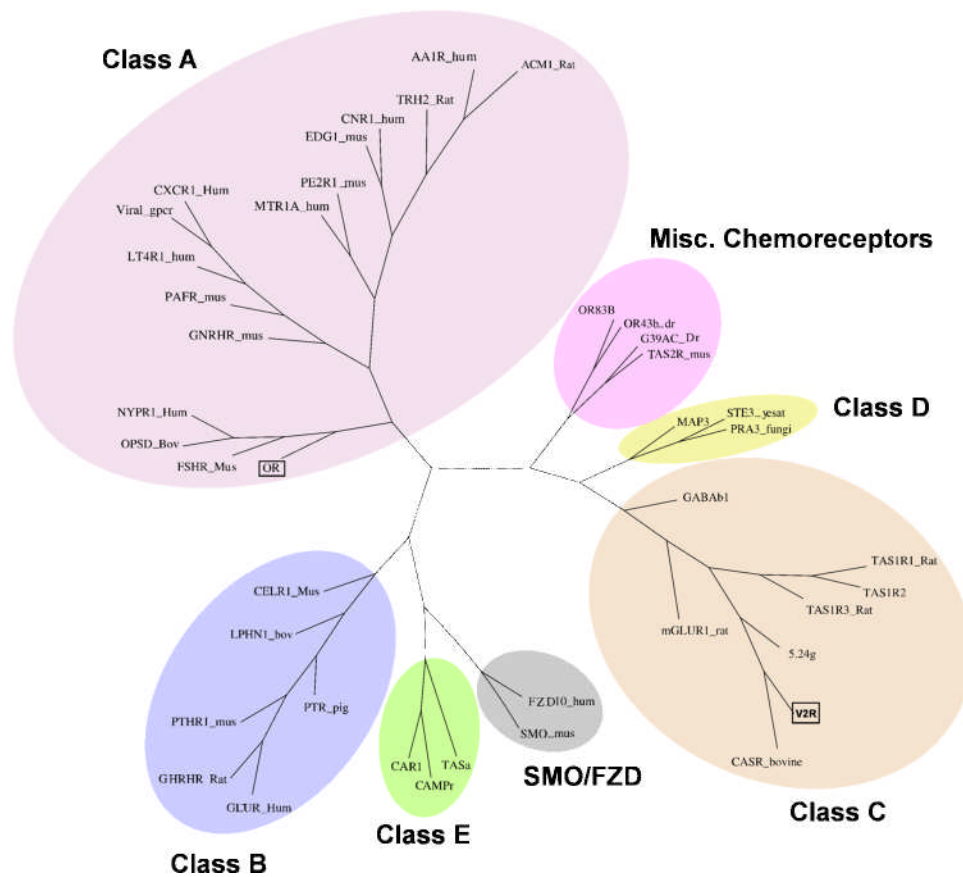 Class A
AA1R_hum
ACM1_Rat
TRH2_Rat
CNR1_hum
EDG1_mus
PE2R1_mus
MTR1A_hum
CXCR1_Hum
Viral_gpcr
LT4R1_hum
PAFR_mus
GNRHR_mus
NYPR1_Hum
OPSD_Bov
FSHR_Mus
OR
Misc. Chemoreceptors
OR83B
OR43b_dr
G39AC_Dr
TAS2R_mus
Class D
MAP3
STE3_yesat
PRA3_fungi
GABAb1
TAS1R1_Rat
TAS1R2
TAS1R3_Rat
mGLUR1_rat
5.24g
V2R
CASR_bovine
Class C
CELR1_Mus
LPHN1_bov
PTR_pig
PTHR1_mus
GHRHR_Rat
GLUR_Hum
Class B
CAR1
CAMPr
TASa
Class E
FZD10_hum
SMO_mus
SMO/FZD